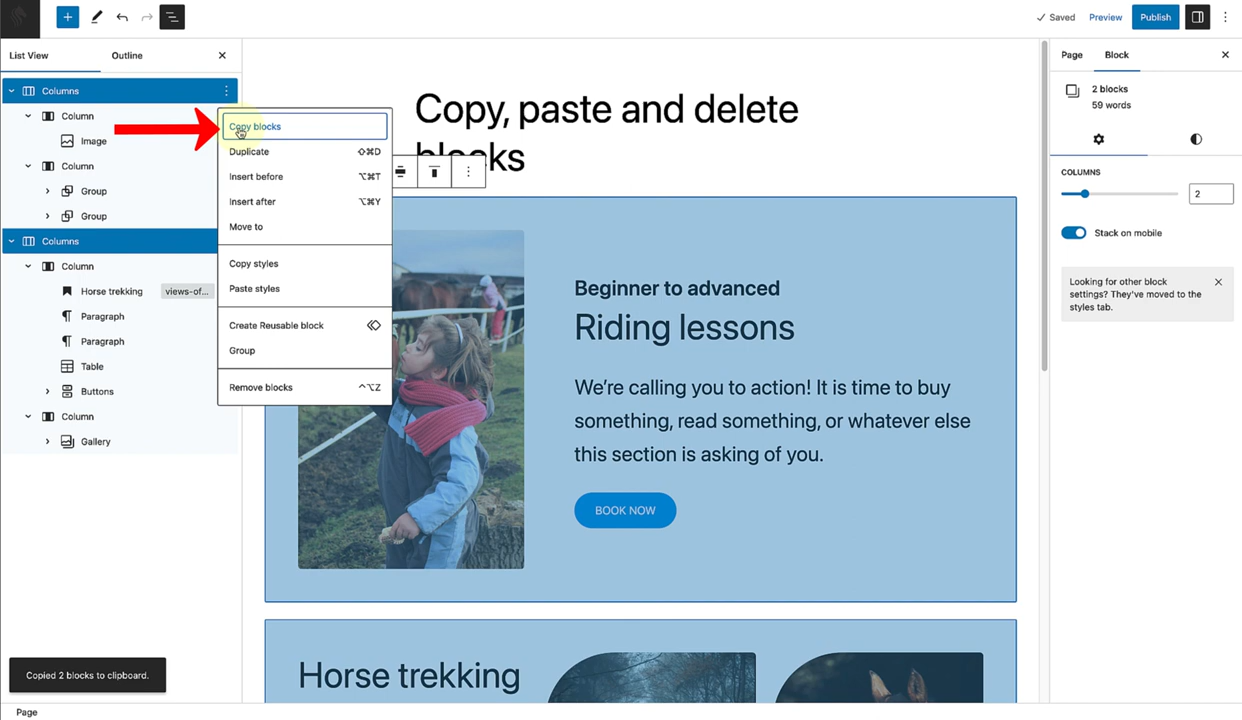 Saved
Preview
Publish
List View
Outline
Columns
Column
Image
Column
Group
Group
Columns
Column
Horse trekking
views-of...
Paragraph
Paragraph
Table
Buttons
Column
Gallery
Copied 2 blocks to clipboard.
Page
Copy blocks
Duplicate ⇧⌘D
Insert before ⌥⌘T
Insert after ⌥⌘Y
Move to
Copy styles
Paste styles
Create Reusable block
Group
Remove blocks ^⌥Z
Copy, paste and delete
blocks
Beginner to advanced
Riding lessons
We're calling you to action! It is time to buy
something, read something, or whatever else
this section is asking of you.
BOOK NOW
Horse trekking
Page
Block
2 blocks
59 words
COLUMNS
2
Stack on mobile
Looking for other block
settings? They've moved to the
styles tab.